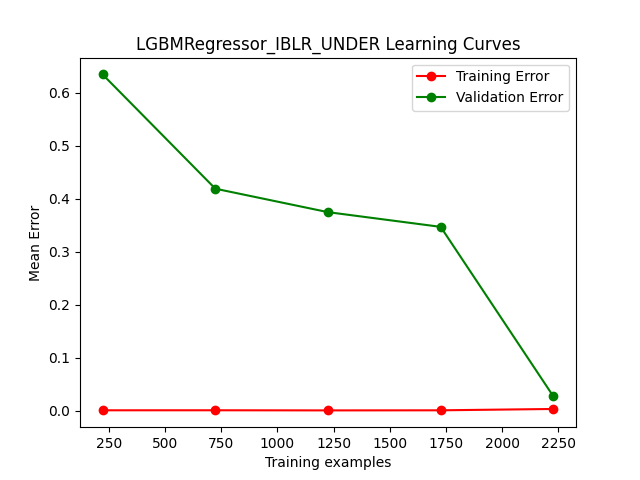 LGBMRegressor_IBLR_UNDER Learning Curves
Training Error
Validation Error
0.6
0.5
0.4
0.3
0.2
0.1
0.0
Mean Error
250 500 750 1000 1250 1500 1750 2000 2250
Training examples